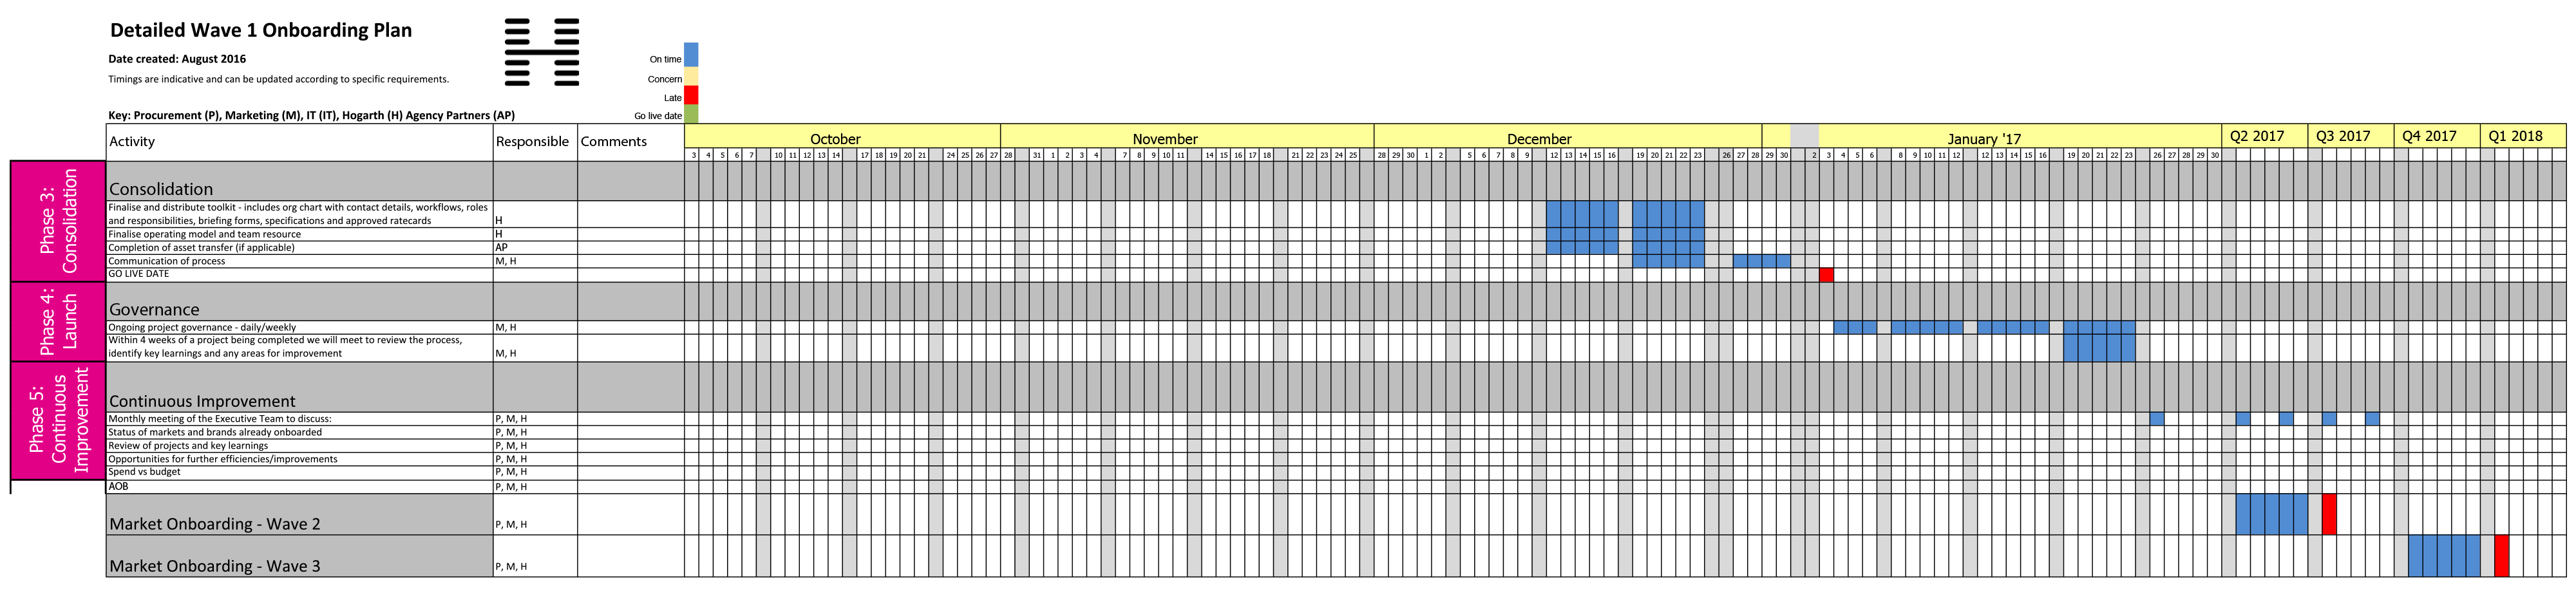 Detailed Wave 1 Onboarding Plan
Date created: August 2016
Timings are indicative and can be updated according to specific requirements.
Key: Procurement (P), Marketing (M), IT (IT), Hogarth (H) Agency Partners (AP)
On time
Concern
Late
Go live date
Activity Responsible Comments October November December January '17 Q2 2017 Q3 2017 Q4 2017 Q1 2018
3 4 5 6 7 10 11 12 13 14 17 18 19 20 21 24 25 26 27 28 31 1 2 3 4 7 8 9 10 11 14 15 16 17 18 21 22 23 24 25 28 29 30 1 2 5 6 7 8 9 12 13 14 15 16 19 20 21 22 23 26 27 28 29 30 2 3 4 5 6 8 9 10 11 12 12 13 14 15 16 19 20 21 22 23 26 27 28 29 30
Phase 3:
Consolidation
Consolidation
Finalise and distribute toolkit - includes org chart with contact details, workflows, roles
and responsibilities, briefing forms, specifications and approved ratecards H
Finalise operating model and team resource H
Completion of asset transfer (if applicable) AP
Communication of process M, H
GO LIVE DATE
Phase 4:
Launch
Governance
Ongoing project governance - daily/weekly M, H
Within 4 weeks of a project being completed we will meet to review the process,
identify key learnings and any areas for improvement M, H
Phase 5:
Continuous
Improvement
Continuous Improvement
Monthly meeting of the Executive Team to discuss: P, M, H
Status of markets and brands already onboarded P, M, H
Review of projects and key learnings P, M, H
Opportunities for further efficiencies/improvements P, M, H
Spend vs budget P, M, H
AOB P, M, H
Market Onboarding - Wave 2 P, M, H
Market Onboarding - Wave 3 P, M, H